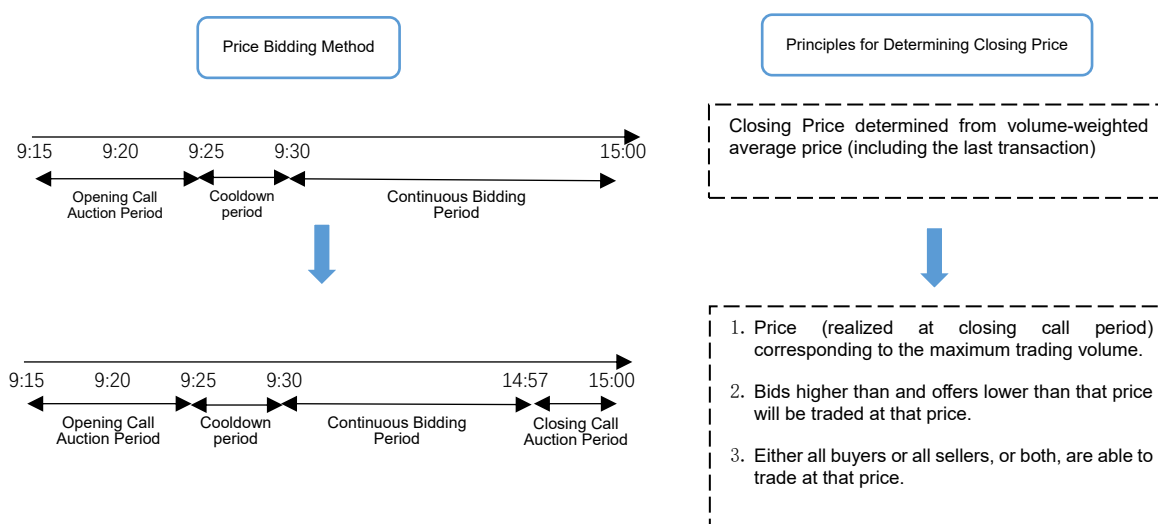 Price Bidding Method
9:15
9:20
9:25
9:30
15:00
Opening Call
Auction Period
Cooldown
period
Continuous Bidding
Period
9:15
9:20
9:25
9:30
14:57
15:00
Opening Call
Auction Period
Cooldown
period
Continuous Bidding
Period
Closing Call
Auction Period
Principles for Determining Closing Price
Closing Price determined from volume-weighted
average price (including the last transaction)
1. Price (realized at closing call period)
corresponding to the maximum trading volume.
2. Bids higher than and offers lower than that price
will be traded at that price.
3. Either all buyers or all sellers, or both, are able to
trade at that price.